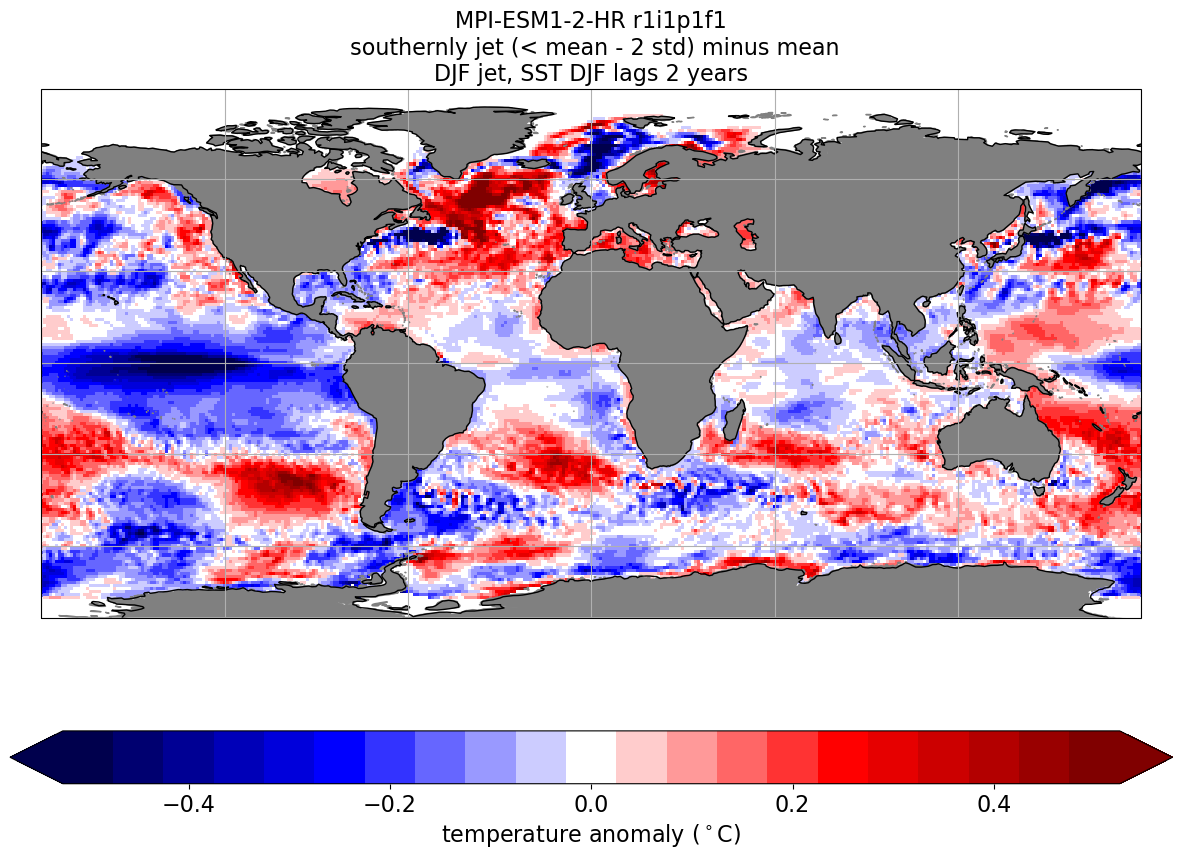 MPI-ESM1-2-HR r1i1p1f1
southernly jet (< mean - 2 std) minus mean
DJF jet, SST DJF lags 2 years
−0.4 −0.2 0.0 0.2 0.4
temperature anomaly (°C)